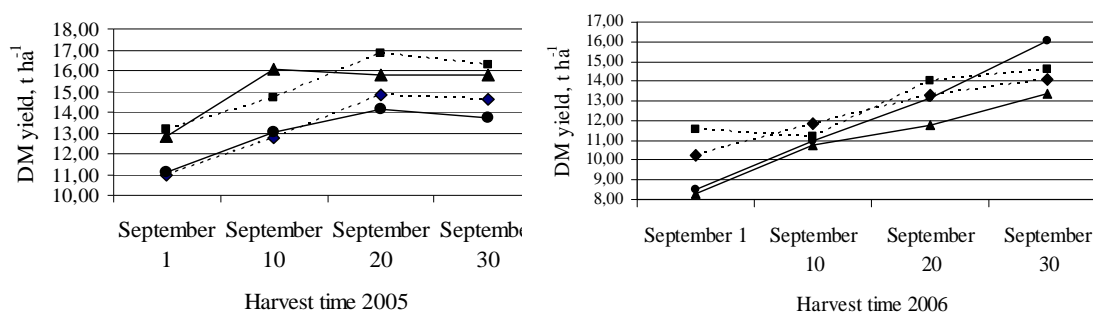 DM yield, t ha-1
18,00
17,00
16,00
15,00
14,00
13,00
12,00
11,00
10,00
September September September Septembe
1 10 20 30
Harvest time 2005
DM yield, t ha-1
17,00
16,00
15,00
14,00
13,00
12,00
11,00
10,00
9,00
8,00
September 1 September September September
10 20 30
Harvest time 2006